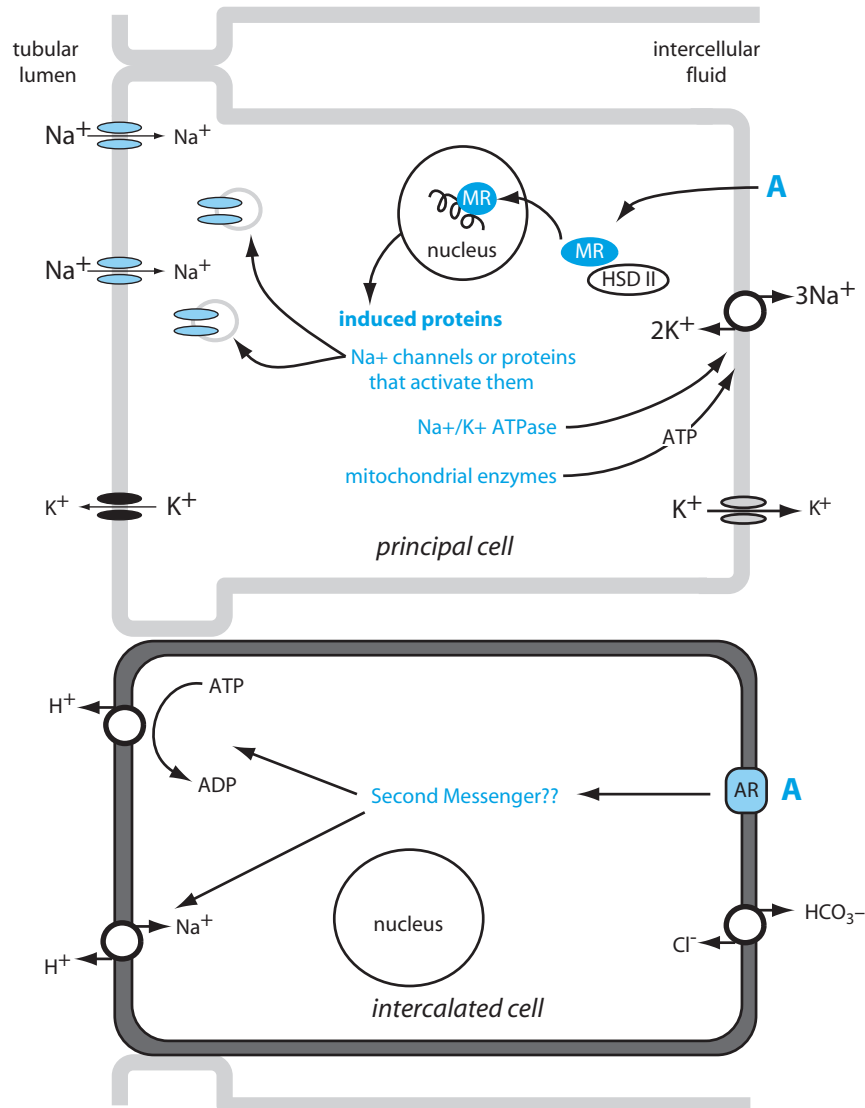 tubular
lumen
intercellular
fluid
Na⁺ Na⁺
A
MR
nucleus
MR
HSD II
Na⁺ Na⁺
3Na⁺
2K⁺
induced proteins
Na+ channels or proteins
that activate them
Na+/K+ ATPase
ATP
mitochondrial enzymes
K⁺ K⁺
K⁺ K⁺
principal cell
H⁺
ATP
ADP
Second Messenger??
AR
A
nucleus
Na⁺
H⁺
HCO₃–
Cl⁻
intercalated cell